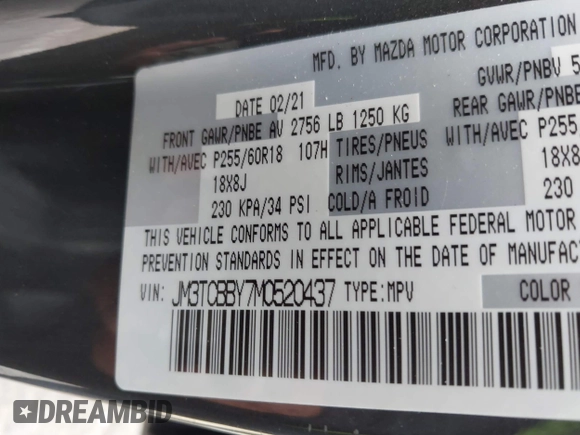 MFD. BY MAZDA MOTOR CORPORATION
DATE 02/21
GVWR/PNBV 5
FRONT GAWR/PNBE AV 2756 LB 1250 KG
REAR GAWR/PNBE
WITH/AVEC P255/60R18 107H TIRES/PNEUS WITH/AVEC P255
18X8J RIMS/JANTES 18X8
230 KPA/34 PSI COLD/A FROID 230
THIS VEHICLE CONFORMS TO ALL APPLICABLE FEDERAL MOTOR
PREVENTION STANDARDS IN EFFECT ON THE DATE OF MANUFAC
VIN: JM3TCBBY7M0520437 TYPE:MPV
COLOR
DREAMBID